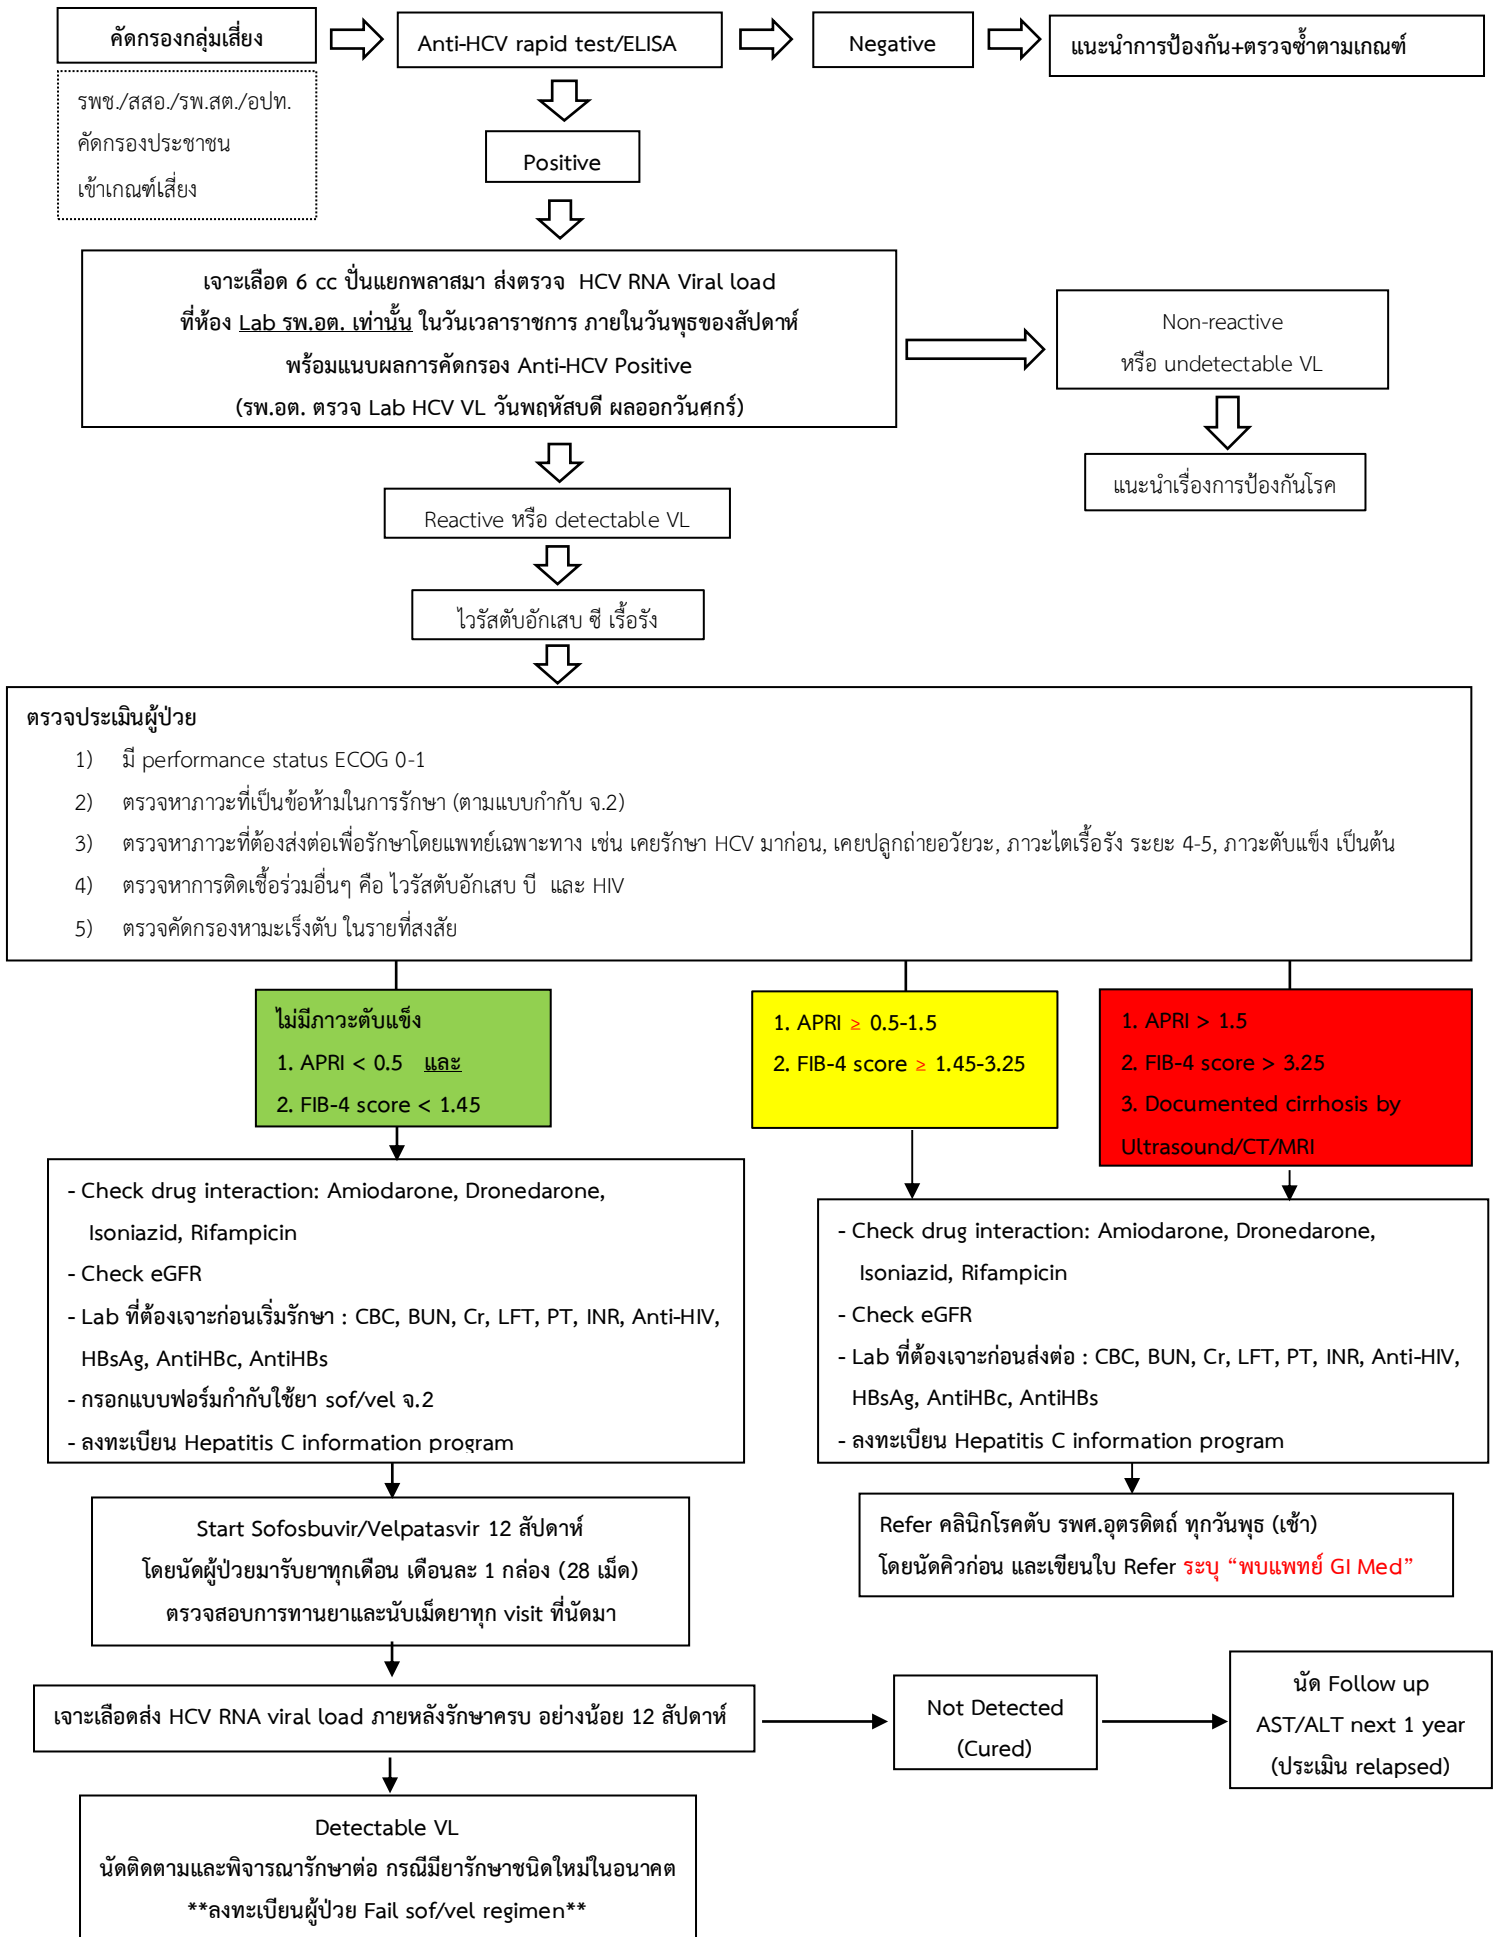 คัดกรองกลุ่มเสี่ยง
Anti-HCV rapid test/ELISA
Negative
แนะนำการป้องกัน+ตรวจซ้ำตามเกณฑ์
รพช./สสอ./รพ.สต./อปท.
คัดกรองประชาชน
เข้าเกณฑ์เสี่ยง
Positive
เจาะเลือด 6 cc ปั่นแยกพลาสมา ส่งตรวจ HCV RNA Viral load
ที่ห้อง Lab รพ.อต. เท่านั้น ในวันเวลาราชการ ภายในวันพุธของสัปดาห์
พร้อมแนบผลการคัดกรอง Anti-HCV Positive
(รพ.อต. ตรวจ Lab HCV VL วันพฤหัสบดี ผลออกวันศุกร์)
Non-reactive
หรือ undetectable VL
แนะนำเรื่องการป้องกันโรค
Reactive หรือ detectable VL
ไวรัสตับอักเสบ ซี เรื้อรัง
ตรวจประเมินผู้ป่วย
1) มี performance status ECOG 0-1
2) ตรวจหาภาวะที่เป็นข้อห้ามในการรักษา (ตามแบบกำกับ จ.2)
3) ตรวจหาภาวะที่ต้องส่งต่อเพื่อรักษาโดยแพทย์เฉพาะทาง เช่น เคยรักษา HCV มาก่อน, เคยปลูกถ่ายอวัยวะ, ภาวะไตเรื้อรัง ระยะ 4-5, ภาวะตับแข็ง เป็นต้น
4) ตรวจหาการติดเชื้อร่วมอื่นๆ คือ ไวรัสตับอักเสบ บี และ HIV
5) ตรวจคัดกรองหามะเร็งตับ ในรายที่สงสัย
ไม่มีภาวะตับแข็ง
1. APRI < 0.5 และ
2. FIB-4 score < 1.45
1. APRI ≥ 0.5-1.5
2. FIB-4 score ≥ 1.45-3.25
1. APRI > 1.5
2. FIB-4 score > 3.25
3. Documented cirrhosis by
Ultrasound/CT/MRI
- Check drug interaction: Amiodarone, Dronedarone,
Isoniazid, Rifampicin
- Check eGFR
- Lab ที่ต้องเจาะก่อนเริ่มรักษา : CBC, BUN, Cr, LFT, PT, INR, Anti-HIV,
HBsAg, AntiHBc, AntiHBs
- กรอกแบบฟอร์มกำกับใช้ยา sof/vel จ.2
- ลงทะเบียน Hepatitis C information program
- Check drug interaction: Amiodarone, Dronedarone,
Isoniazid, Rifampicin
- Check eGFR
- Lab ที่ต้องเจาะก่อนส่งต่อ : CBC, BUN, Cr, LFT, PT, INR, Anti-HIV,
HBsAg, AntiHBc, AntiHBs
- ลงทะเบียน Hepatitis C information program
Start Sofosbuvir/Velpatasvir 12 สัปดาห์
โดยนัดผู้ป่วยมารับยาทุกเดือน เดือนละ 1 กล่อง (28 เม็ด)
ตรวจสอบการทานยาและนับเม็ดยาทุก visit ที่นัดมา
Refer คลินิกโรคตับ รพศ.อุตรดิตถ์ ทุกวันพุธ (เช้า)
โดยนัดคิวก่อน และเขียนใบ Refer ระบุ “พบแพทย์ GI Med”
เจาะเลือดส่ง HCV RNA viral load ภายหลังรักษาครบ อย่างน้อย 12 สัปดาห์
Not Detected
(Cured)
นัด Follow up
AST/ALT next 1 year
(ประเมิน relapsed)
Detectable VL
นัดติดตามและพิจารณารักษาต่อ กรณีมียารักษาชนิดใหม่ในอนาคต
**ลงทะเบียนผู้ป่วย Fail sof/vel regimen**